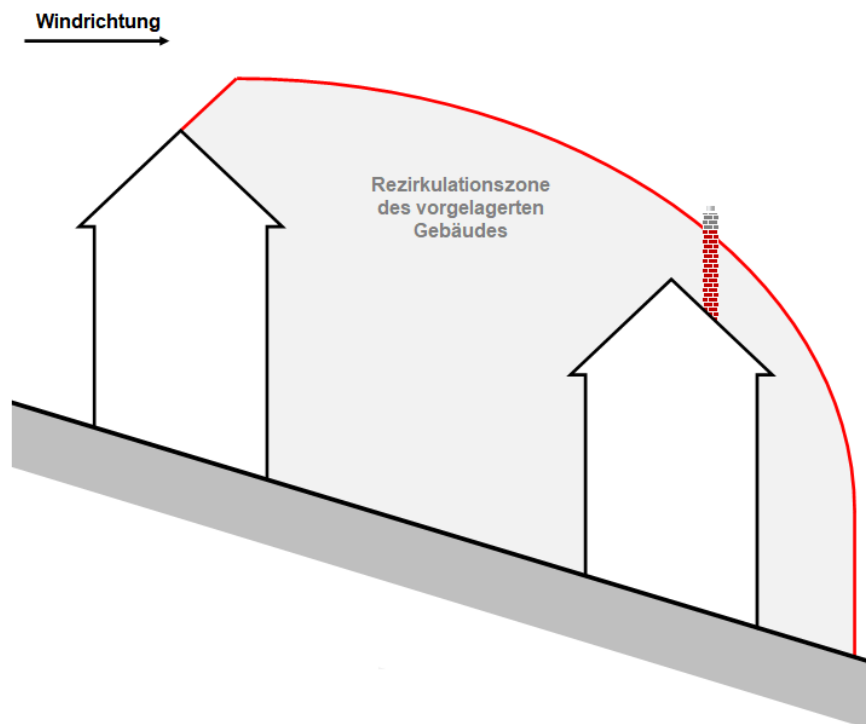 Windrichtung
Rezirkulationszone
des vorgelagerten
Gebäudes